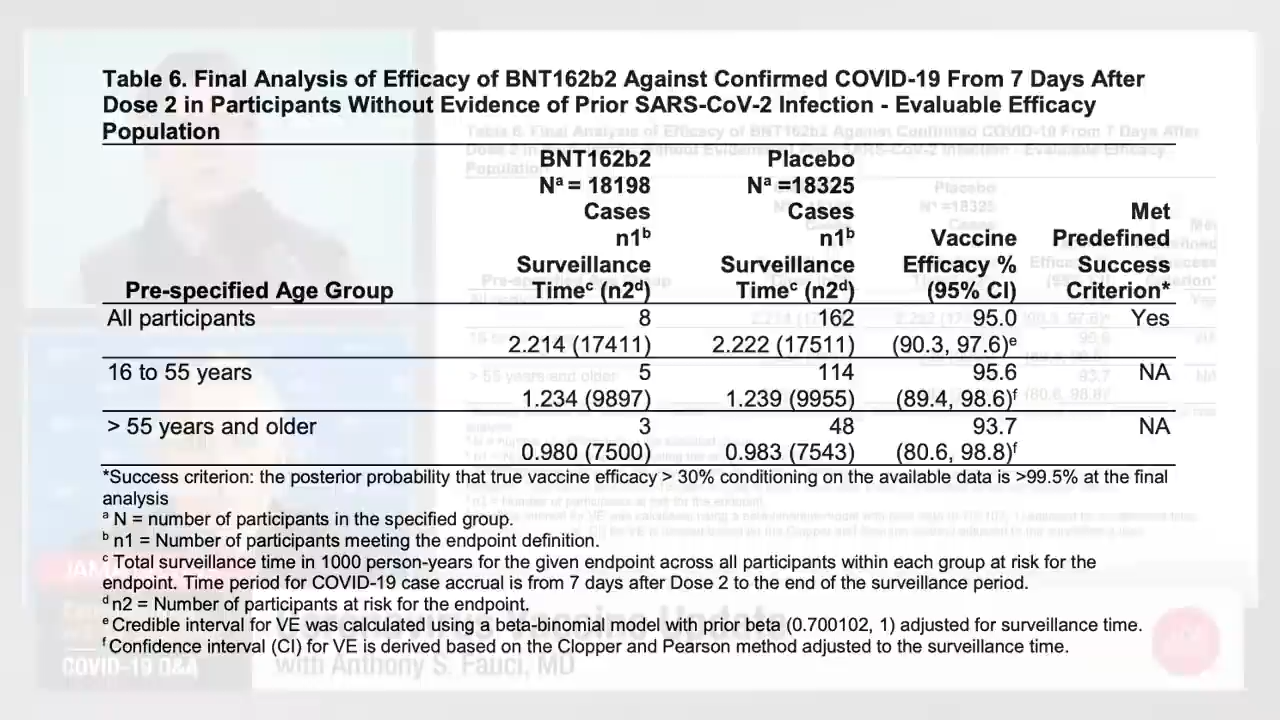 Table 6. Final Analysis of Efficacy of BNT162b2 Against Confirmed COVID-19 From 7 Days After
Dose 2 in Participants Without Evidence of Prior SARS-CoV-2 Infection - Evaluable Efficacy
Population
BNT162b2 Placebo
Nᵃ = 18198 Nᵃ =18325
Cases Cases Met
n1ᵇ n1ᵇ Vaccine Predefined
Surveillance Surveillance Efficacy % Success
Pre-specified Age Group Timeᶜ (n2ᵈ) Timeᶜ (n2ᵈ) (95% CI) Criterion*
All participants 8 162 95.0 Yes
2.214 (17411) 2.222 (17511) (90.3, 97.6)ᵉ
16 to 55 years 5 114 95.6 NA
1.234 (9897) 1.239 (9955) (89.4, 98.6)ᶠ
> 55 years and older 3 48 93.7 NA
0.980 (7500) 0.983 (7543) (80.6, 98.8)ᶠ
*Success criterion: the posterior probability that true vaccine efficacy > 30% conditioning on the available data is >99.5% at the final
analysis
ᵃ N = number of participants in the specified group.
ᵇ n1 = Number of participants meeting the endpoint definition.
ᶜ Total surveillance time in 1000 person-years for the given endpoint across all participants within each group at risk for the
endpoint. Time period for COVID-19 case accrual is from 7 days after Dose 2 to the end of the surveillance period.
ᵈ n2 = Number of participants at risk for the endpoint.
ᵉ Credible interval for VE was calculated using a beta-binomial model with prior beta (0.700102, 1) adjusted for surveillance time.
ᶠ Confidence interval (CI) for VE is derived based on the Clopper and Pearson method adjusted to the surveillance time.
Coronavirus Vaccine Update
COVID-19 Q&A
with Anthony S. Fauci, MD